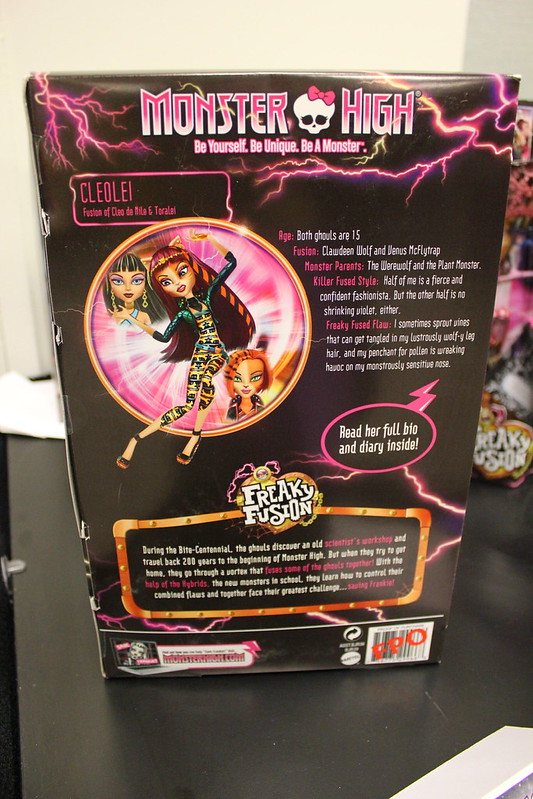 MONSTER HIGH®
Be Yourself. Be Unique. Be A Monster™.
CLEOLEI
Fusion of Cleo de Nile & Toralei
Age: Both ghouls are 15
Fusion: Clawdeen Wolf and Venus McFlytrap
Monster Parents: The Werewolf and the Plant Monster.
Killer Fused Style: Half of me is a fierce and
confident fashionista. But the other half is no
shrinking violet, either.
Freaky Fused Flaw: I sometimes sprout vines
that can get tangled in my lustrously wolf-y leg
hair, and my penchant for pollen is wreaking
havoc on my monstrously sensitive nose.
Read her full bio
and diary inside!
FREAKY
FUSION
During the Bite-Centennial, the ghouls discover an old scientist's workshop and
travel back 200 years to the beginning of Monster High. But when they try to get
home, they go through a vortex that fuses some of the ghouls together! With the
help of the Hybrids, the new monsters in school, they learn how to control their
combined flaws and together face their greatest challenge... saving Frankie!
MONSTERHIGH.COM
FREAKY
FUSION